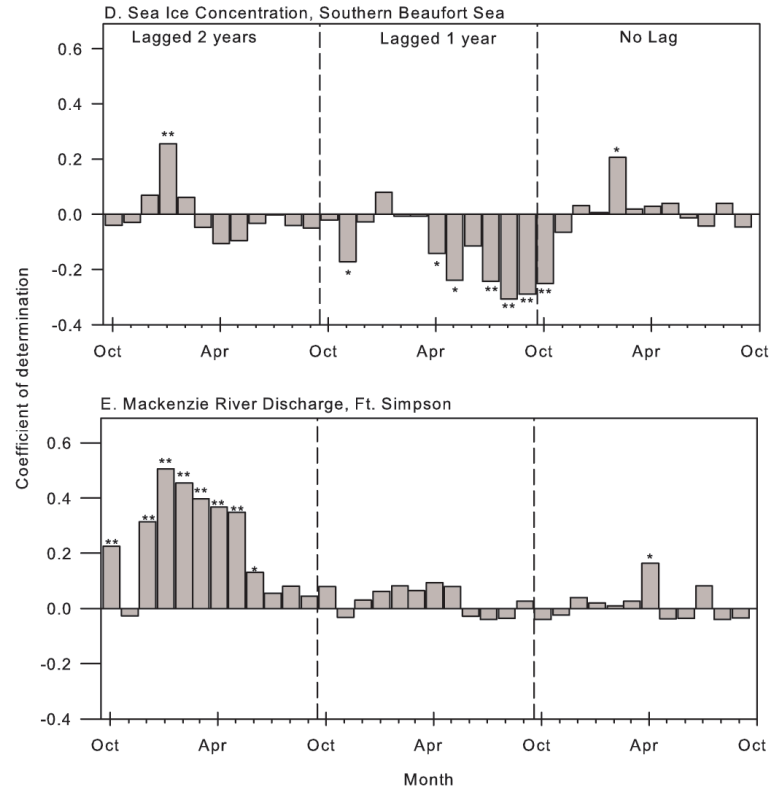 D. Sea Ice Concentration, Southern Beaufort Sea
Lagged 2 years Lagged 1 year No Lag
0.6
0.4
0.2
0.0
-0.2
-0.4
** * * * ** ** ** ** *
Oct Apr Oct Apr Oct Apr Oct
Coefficient of determination
E. Mackenzie River Discharge, Ft. Simpson
0.6
0.4
0.2
0.0
-0.2
-0.4
** ** ** ** ** ** ** * *
Oct Apr Oct Apr Oct Apr Oct
Month